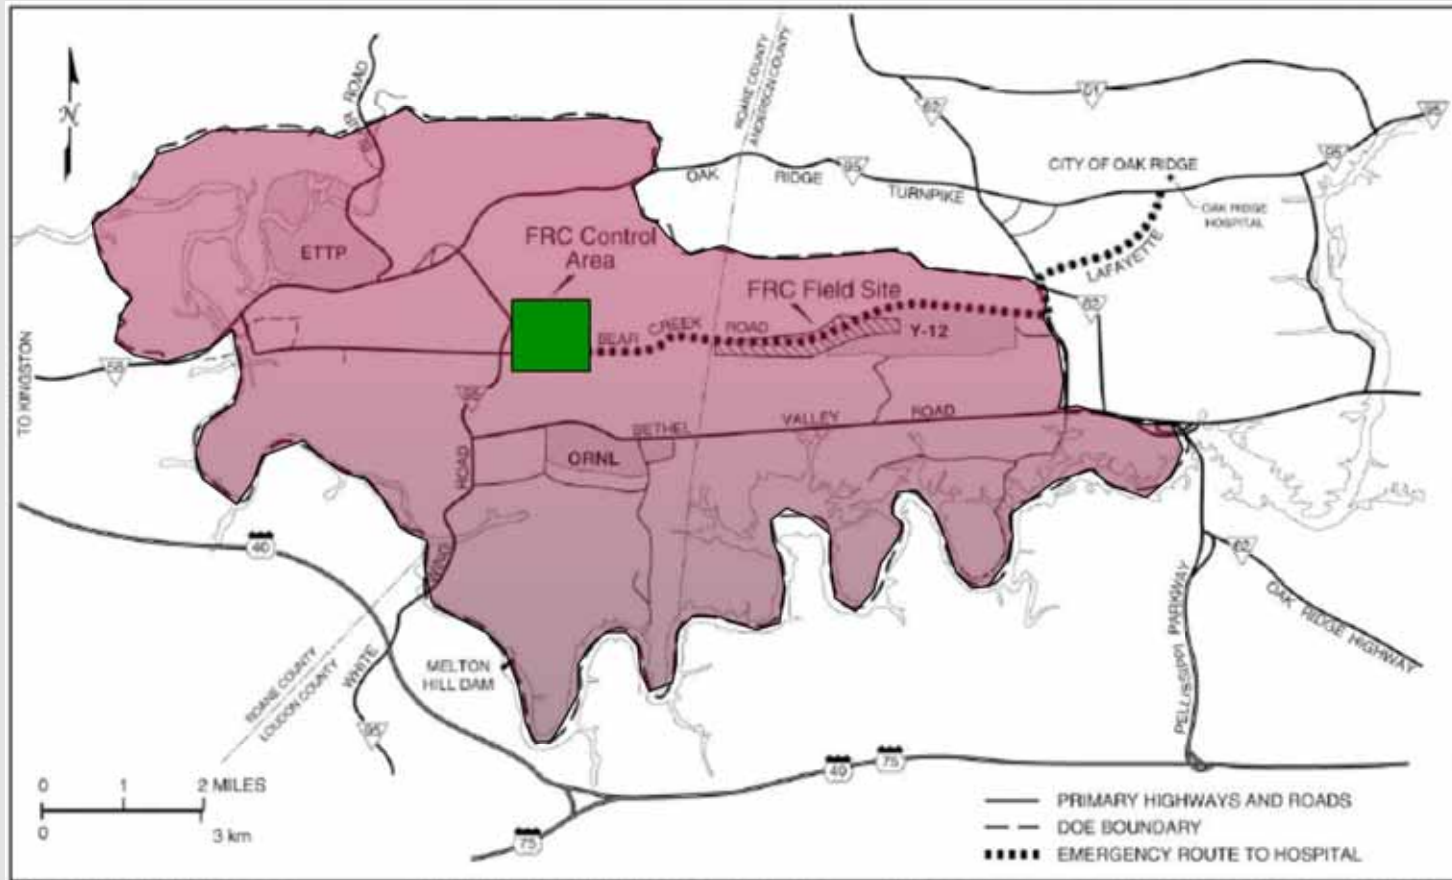 N
BLAIR ROAD
ROANE COUNTY
ANDERSON COUNTY
62
61
95
95
95
OAK RIDGE TURNPIKE
CITY OF OAK RIDGE
OAK RIDGE
HOSPITAL
LAFAYETTE
ETTP
FRC Control
Area
FRC Field Site
62
BEAR CREEK ROAD
Y-12
TO KINGSTON
58
95
BETHEL VALLEY ROAD
ORNL
WHITE WING ROAD
40
62
OAK RIDGE HIGHWAY
PELLISSIPPI PARKWAY
MELTON
HILL DAM
ROANE COUNTY
LOUDON COUNTY
95
40
75
75
0 1 2 MILES
0 3 km
PRIMARY HIGHWAYS AND ROADS
DOE BOUNDARY
EMERGENCY ROUTE TO HOSPITAL